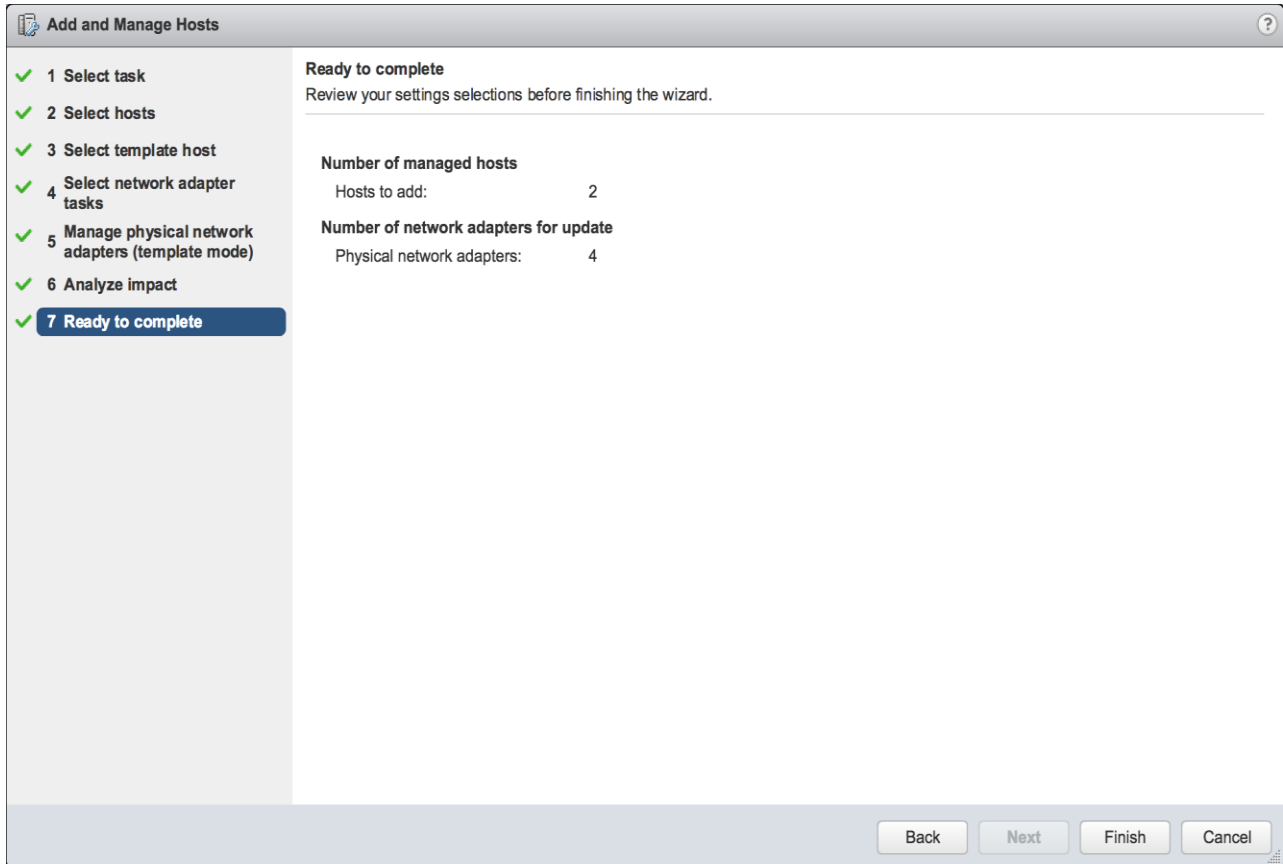 Add and Manage Hosts
?
1 Select task
2 Select hosts
3 Select template host
4 Select network adapter
tasks
5 Manage physical network
adapters (template mode)
6 Analyze impact
7 Ready to complete
Ready to complete
Review your settings selections before finishing the wizard.
Number of managed hosts
Hosts to add: 2
Number of network adapters for update
Physical network adapters: 4
Back Next Finish Cancel